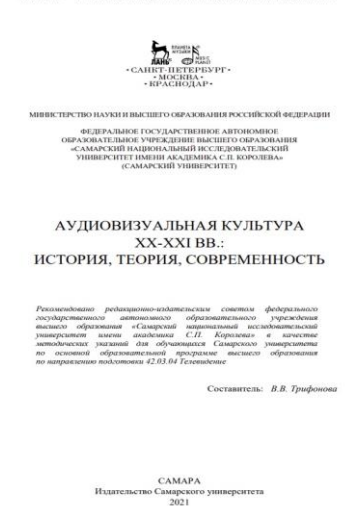 ЛАНЬ
ПЛАНЕТА МУЗЫКИ
• САНКТ-ПЕТЕРБУРГ •
• МОСКВА •
• КРАСНОДАР •
МИНИСТЕРСТВО НАУКИ И ВЫСШЕГО ОБРАЗОВАНИЯ РОССИЙСКОЙ ФЕДЕРАЦИИ
ФЕДЕРАЛЬНОЕ ГОСУДАРСТВЕННОЕ АВТОНОМНОЕ
ОБРАЗОВАТЕЛЬНОЕ УЧРЕЖДЕНИЕ ВЫСШЕГО ОБРАЗОВАНИЯ
«САМАРСКИЙ НАЦИОНАЛЬНЫЙ ИССЛЕДОВАТЕЛЬСКИЙ
УНИВЕРСИТЕТ ИМЕНИ АКАДЕМИКА С.П. КОРОЛЕВА»
(САМАРСКИЙ УНИВЕРСИТЕТ)
АУДИОВИЗУАЛЬНАЯ КУЛЬТУРА
XX-XXI ВВ.:
ИСТОРИЯ, ТЕОРИЯ, СОВРЕМЕННОСТЬ
Рекомендовано редакционно-издательским советом федерального
государственного автономного образовательного учреждения
высшего образования «Самарский национальный исследовательский
университет имени академика С.П. Королева» в качестве
методических указаний для обучающихся Самарского университета
по основной образовательной программе высшего образования
по направлению подготовки 42.03.04 Телевидение
Составитель: В.В. Трифонова
САМАРА
Издательство Самарского университета
2021